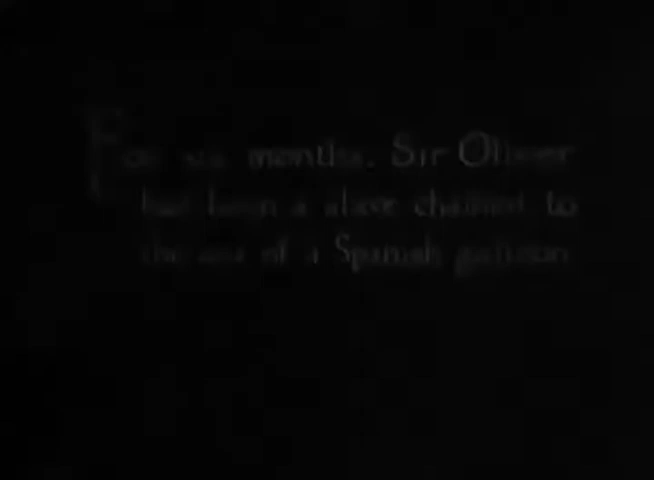 For six months, Sir Oliver
had been a slave chained to
the oar of a Spanish galleon.